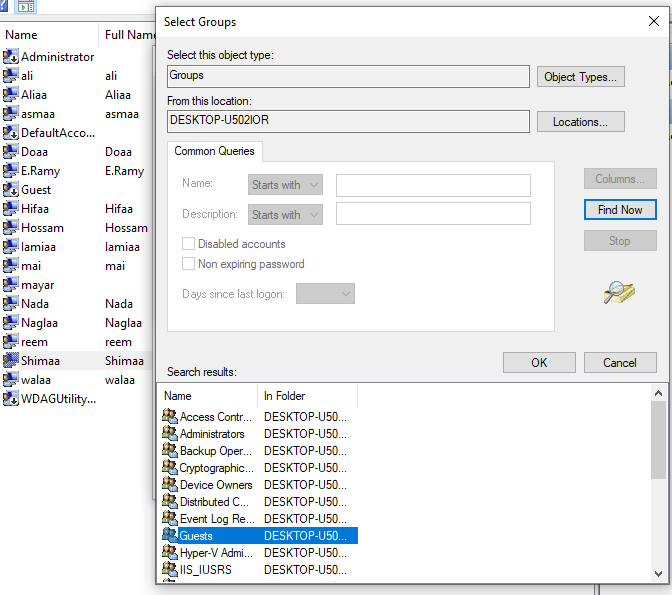 Name Full Name
Administrator
ali ali
Aliaa Aliaa
asmaa asmaa
DefaultAcco...
Doaa Doaa
E.Ramy E.Ramy
Guest
Hifaa Hifaa
Hossam Hossam
lamiaa lamiaa
mai mai
mayar
Nada Nada
Naglaa Naglaa
reem reem
Shimaa Shimaa
walaa walaa
WDAGUtility...
Select Groups
Select this object type:
Groups
Object Types...
From this location:
DESKTOP-U502IOR
Locations...
Common Queries
Name: Starts with
Description: Starts with
Disabled accounts
Non expiring password
Days since last logon:
Columns...
Find Now
Stop
OK Cancel
Search results:
Name In Folder
Access Contr... DESKTOP-U50...
Administrators DESKTOP-U50...
Backup Oper... DESKTOP-U50...
Cryptographic... DESKTOP-U50...
Device Owners DESKTOP-U50...
Distributed C... DESKTOP-U50...
Event Log Re... DESKTOP-U50...
Guests DESKTOP-U50...
Hyper-V Admi... DESKTOP-U50...
IIS_IUSRS DESKTOP-U50...